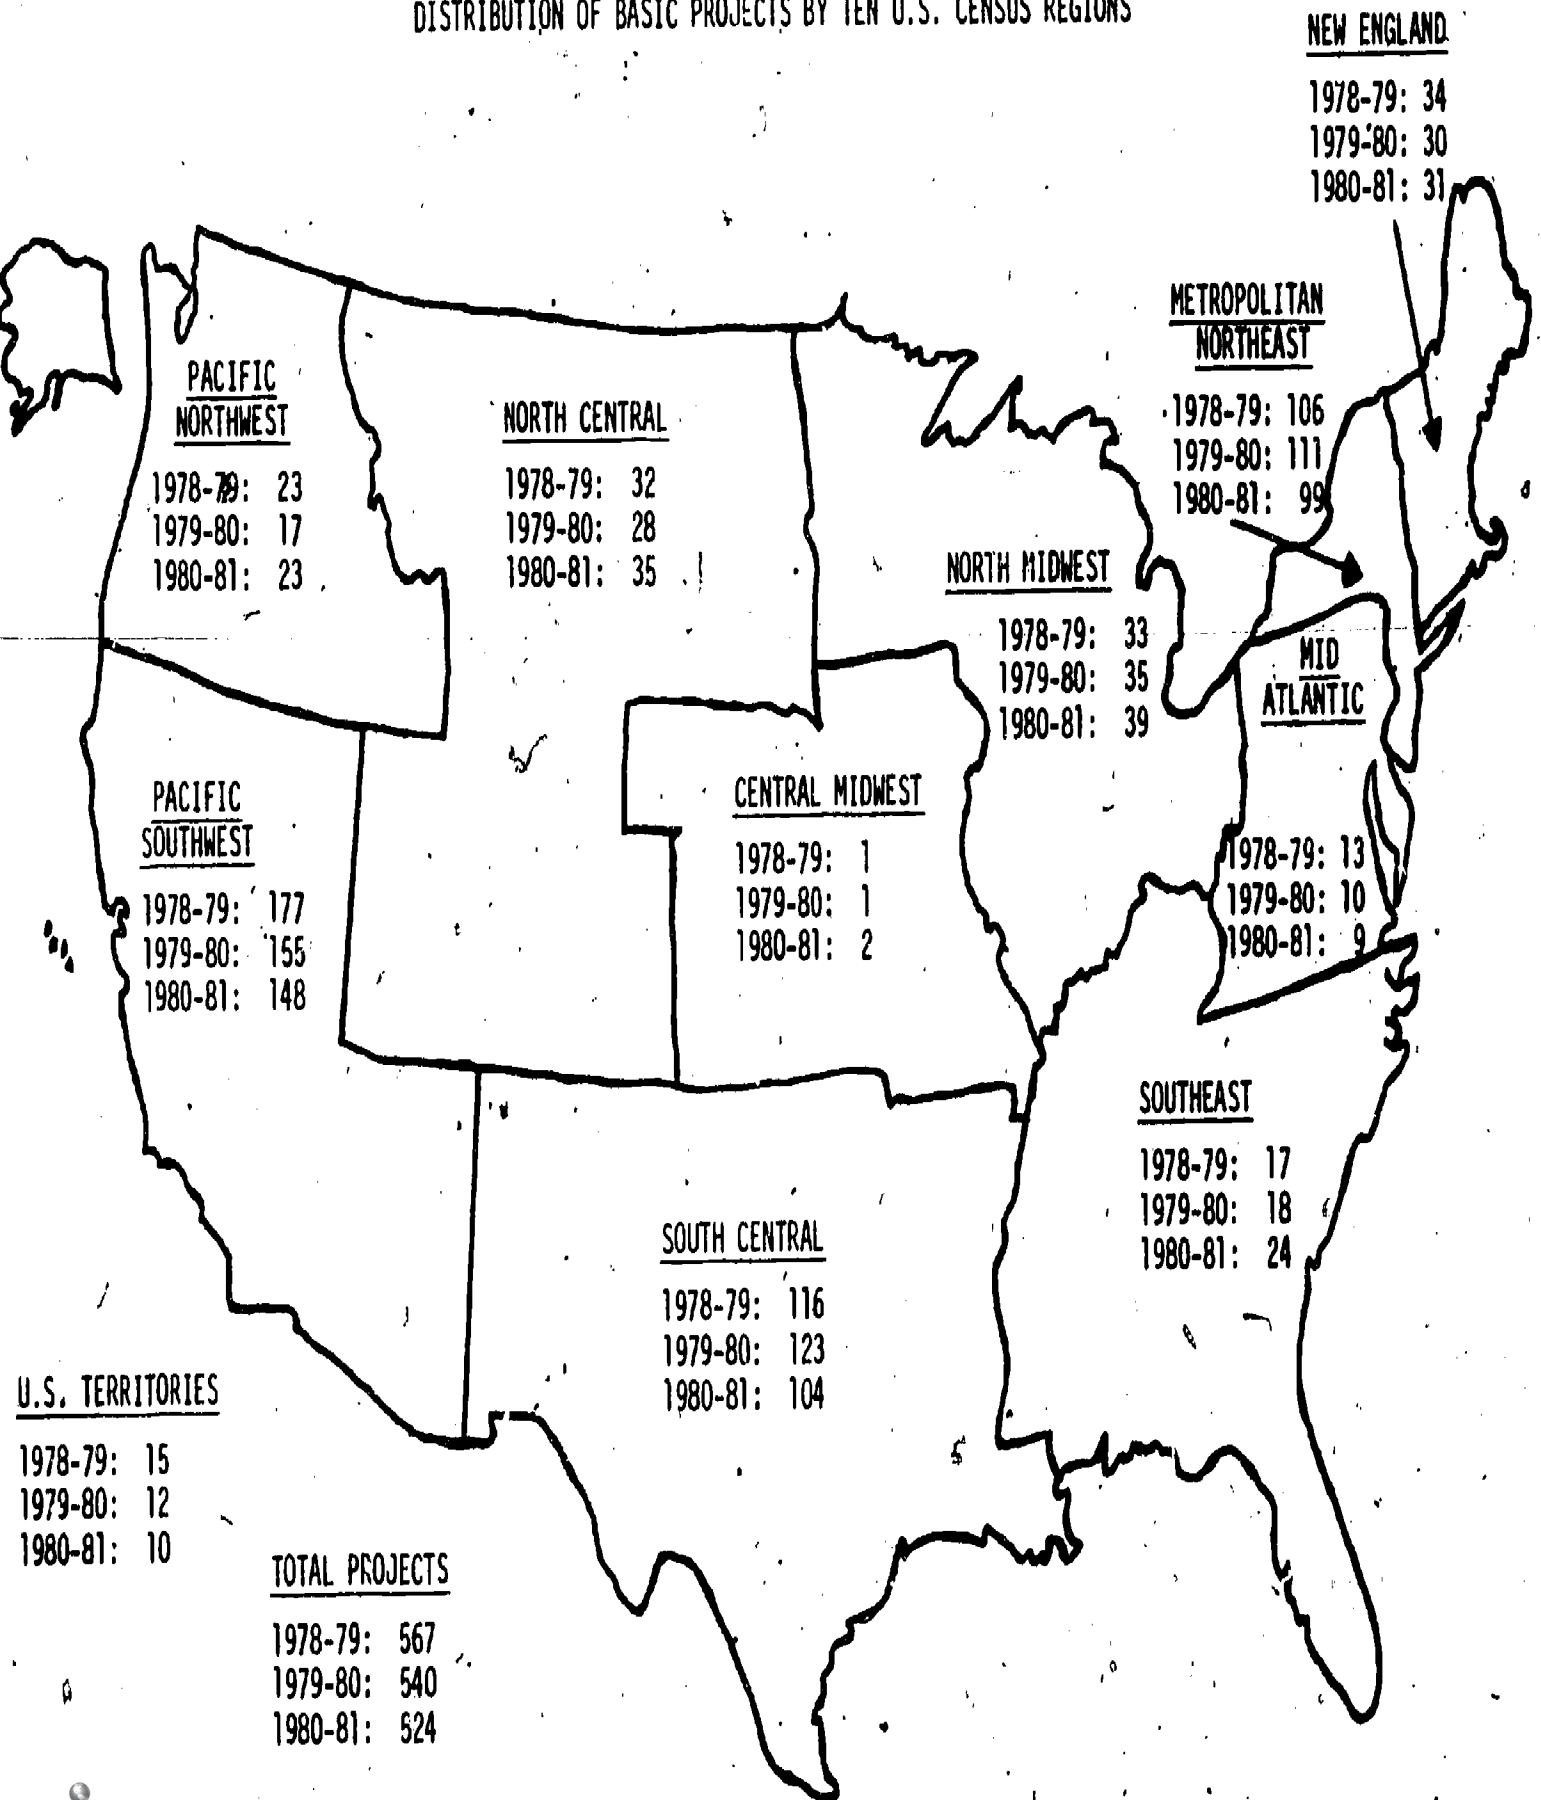 DISTRIBUTION OF BASIC PROJECTS BY TEN U.S. CENSUS REGIONS
NEW ENGLAND
1978-79: 34
1979-80: 30
1980-81: 31
METROPOLITAN
NORTHEAST
1978-79: 106
1979-80: 111
1980-81: 99
PACIFIC
NORTHWEST
1978-79: 23
1979-80: 17
1980-81: 23
NORTH CENTRAL
1978-79: 32
1979-80: 28
1980-81: 35
NORTH MIDWEST
1978-79: 33
1979-80: 35
1980-81: 39
MID
ATLANTIC
1978-79: 13
1979-80: 10
1980-81: 9
PACIFIC
SOUTHWEST
1978-79: 177
1979-80: 155
1980-81: 148
CENTRAL MIDWEST
1978-79: 1
1979-80: 1
1980-81: 2
SOUTHEAST
1978-79: 17
1979-80: 18
1980-81: 24
SOUTH CENTRAL
1978-79: 116
1979-80: 123
1980-81: 104
U.S. TERRITORIES
1978-79: 15
1979-80: 12
1980-81: 10
TOTAL PROJECTS
1978-79: 567
1979-80: 540
1980-81: 524